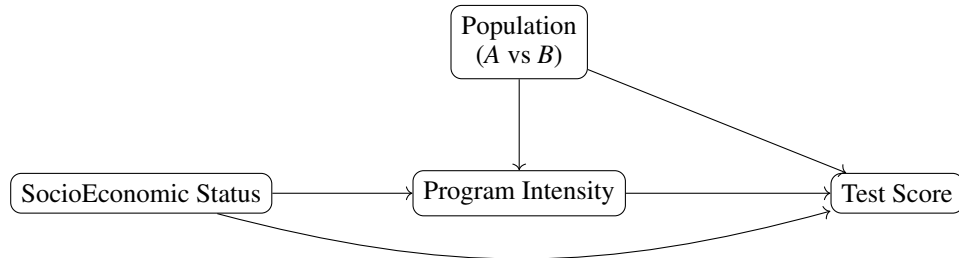 Population
(A vs B)
SocioEconomic Status
Program Intensity
Test Score